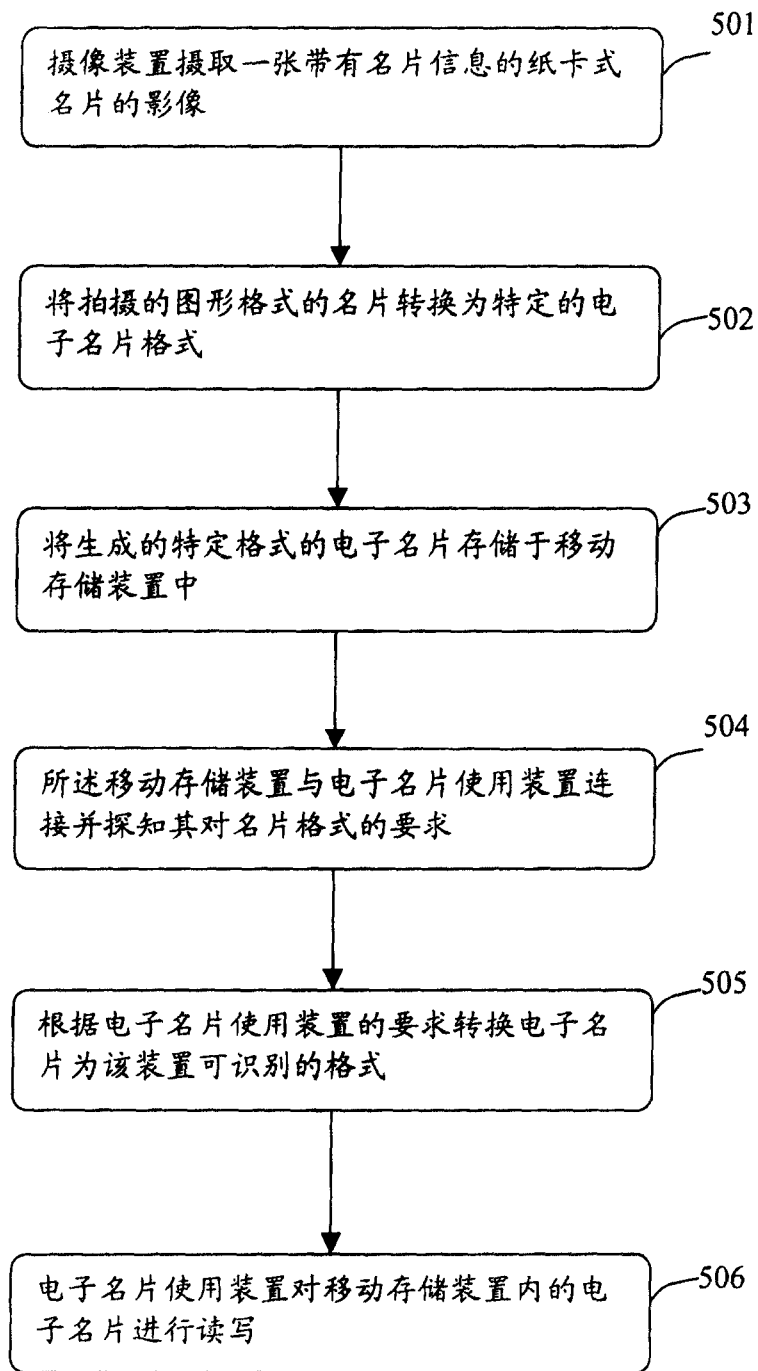 501
摄像装置摄取一张带有名片信息的纸卡式
名片的影像
将拍摄的图形格式的名片转换为特定的电
子名片格式
502
503
将生成的特定格式的电子名片存储于移动
存储装置中
504
所述移动存储装置与电子名片使用装置连
接并探知其对名片格式的要求
505
根据电子名片使用装置的要求转换电子名
片为该装置可识别的格式
506
电子名片使用装置对移动存储装置内的电
子名片进行读写